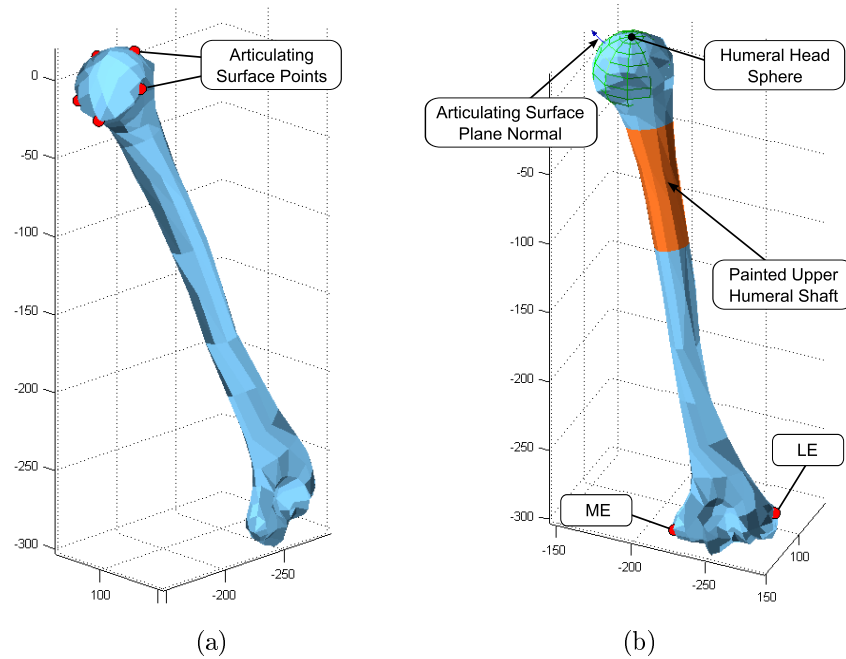 Articulating
Surface Points
0
-50
-100
-150
-200
-250
-300
100
-200
-250
(a)
Humeral Head
Sphere
Articulating Surface
Plane Normal
Painted Upper
Humeral Shaft
LE
ME
-50
-100
-150
-200
-250
-300
-150
-200
-250
150
100
(b)